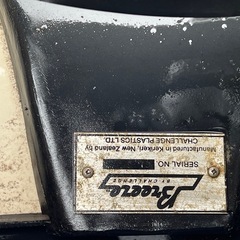 Breeze
BY CHALLENGE
SERIAL NO
Manufactured in Kerikeri, New Zealand by
CHALLENGE PLASTICS LTD.